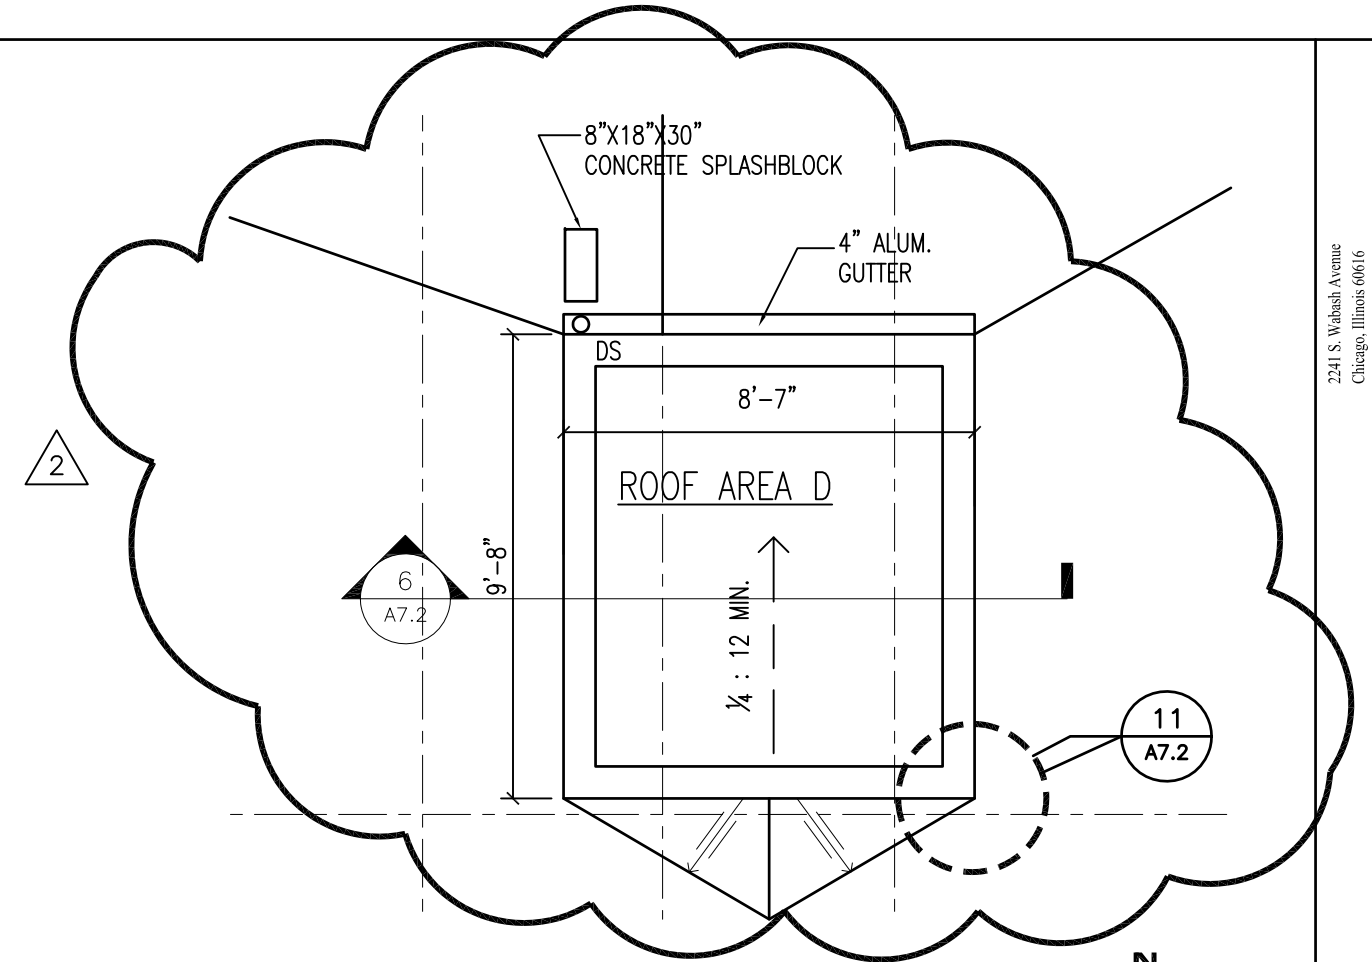 8"X18"X30"
CONCRETE SPLASHBLOCK
4" ALUM.
GUTTER
2241 S. Wabash Avenue
Chicago, Illinois 60616
DS
8'-7"
2
ROOF AREA D
9'-8"
6
A7.2
¼ : 12 MIN.
11
A7.2
N